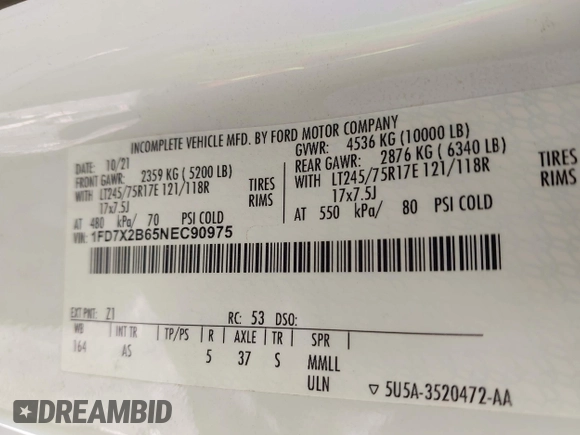 INCOMPLETE VEHICLE MFD. BY FORD MOTOR COMPANY
DATE: 10/21 GVWR: 4536 KG (10000 LB)
FRONT GAWR: 2359 KG ( 5200 LB) REAR GAWR: 2876 KG ( 6340 LB)
WITH LT245/75R17E 121/118R TIRES WITH LT245/75R17E 121/118R TIRES
17x7.5J RIMS 17x7.5J RIMS
AT 480 kPa/ 70 PSI COLD AT 550 kPa/ 80 PSI COLD
VIN: 1FD7X2B65NEC90975
EXT PNT: Z1 RC: 53 DSO:
WB INT TR TP/PS R AXLE TR SPR
164 AS 5 37 S MMLL
ULN ▽ 5U5A-3520472-AA
DREAMBID